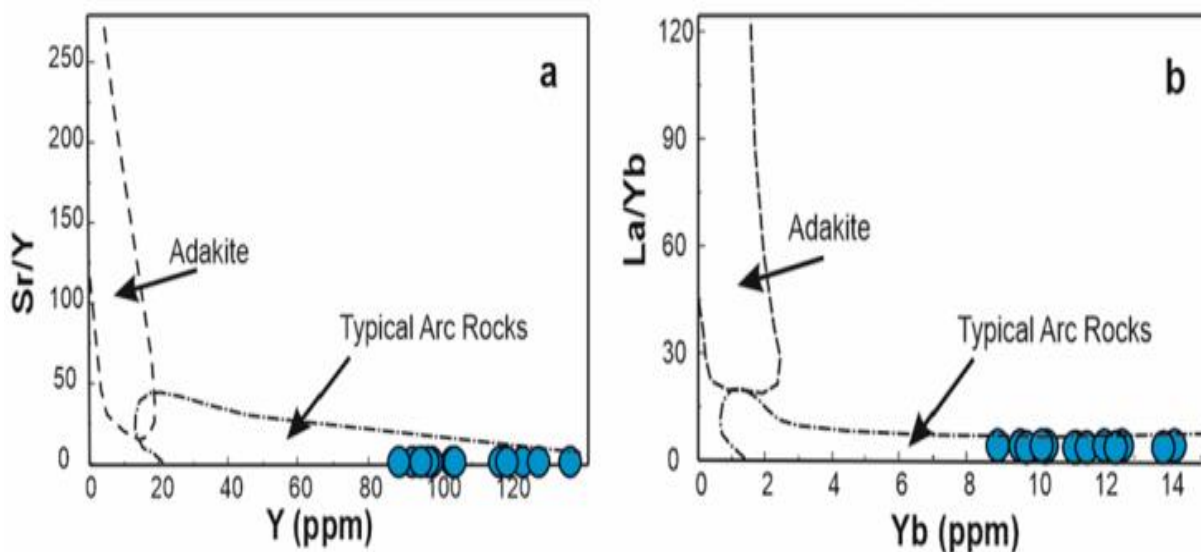 a
250
200
150
100
50
0
Sr/Y
Adakite
Typical Arc Rocks
0 20 40 60 80 100 120
Y (ppm)
b
120
90
60
30
0
La/Yb
Adakite
Typical Arc Rocks
0 2 4 6 8 10 12 14
Yb (ppm)